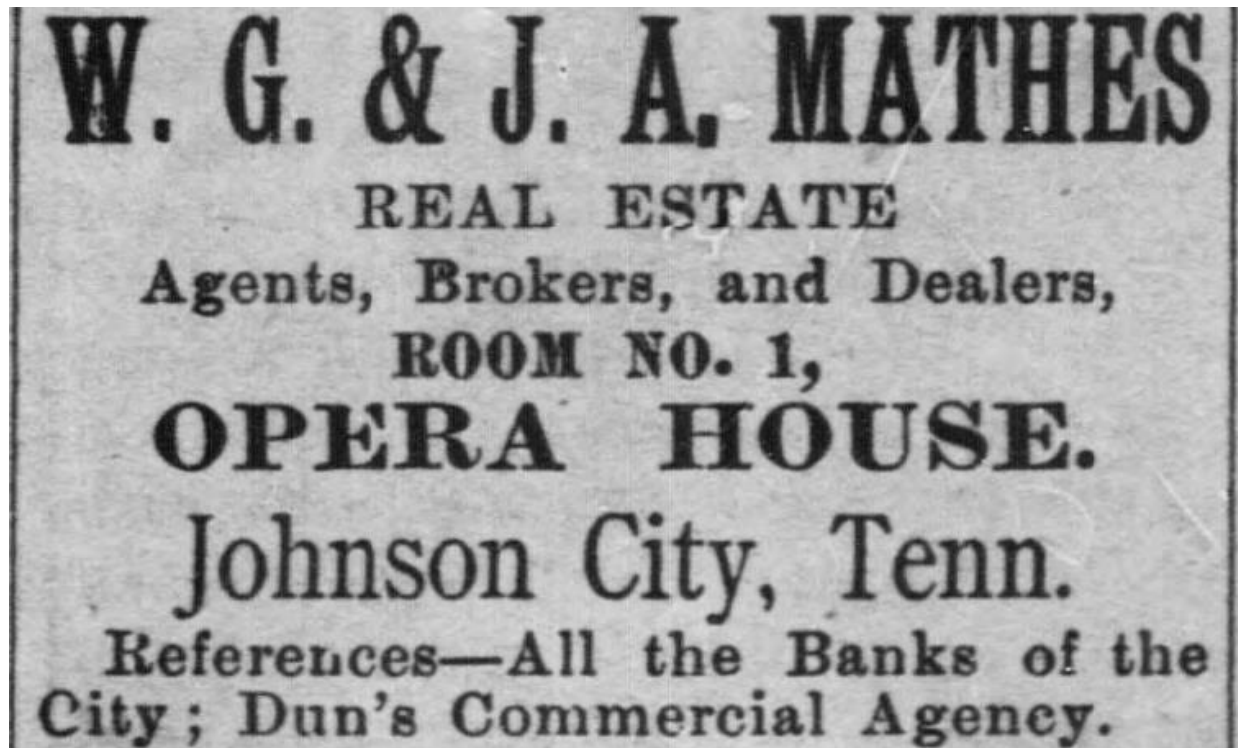 W. G. & J. A. MATHES
REAL ESTATE
Agents, Brokers, and Dealers,
ROOM NO. 1,
OPERA HOUSE.
Johnson City, Tenn.
References—All the Banks of the
City; Dun's Commercial Agency.